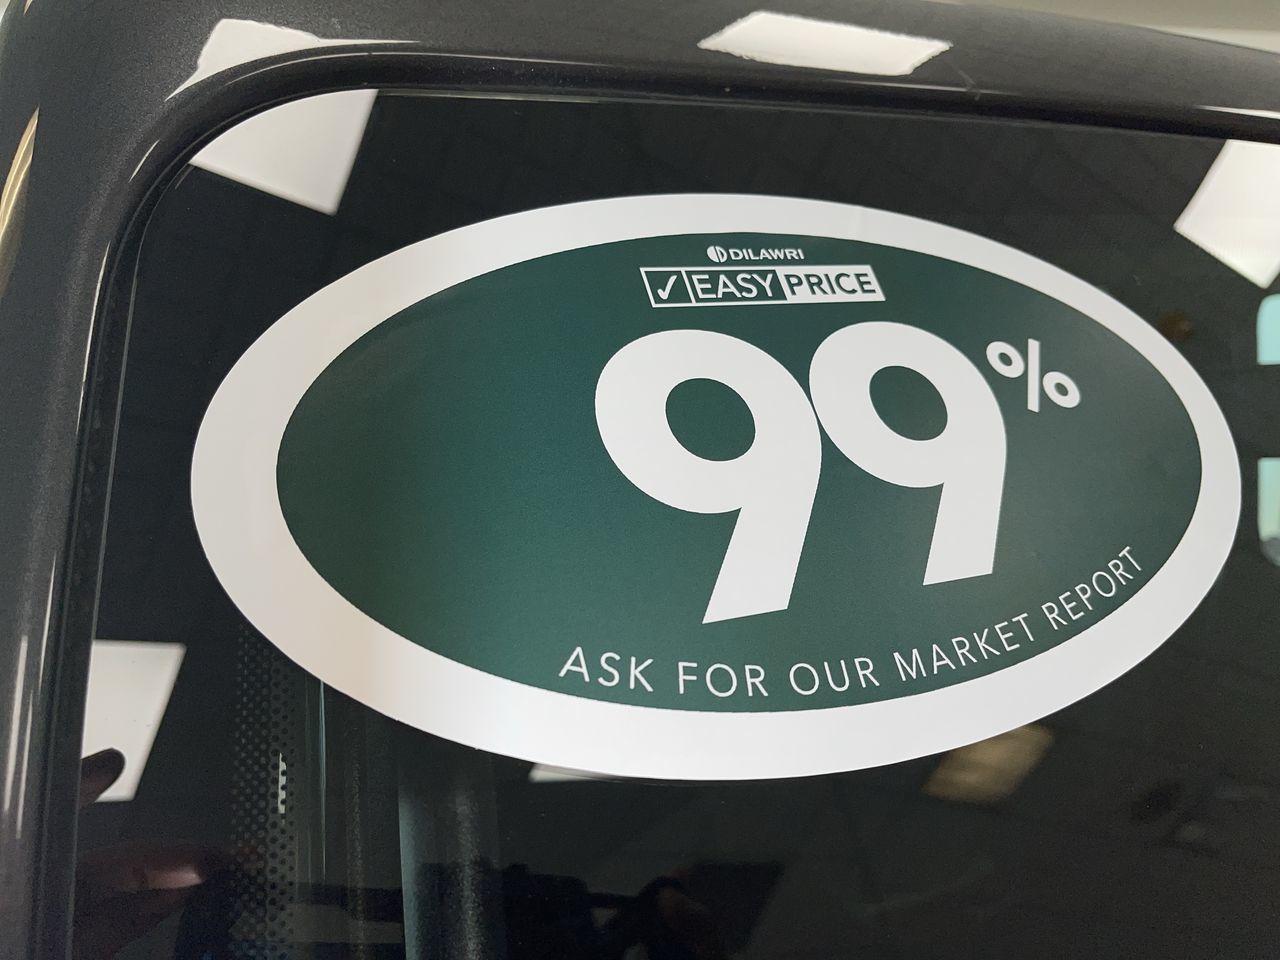 DILAWRI
✓ EASY PRICE
99%
ASK FOR OUR MARKET REPORT